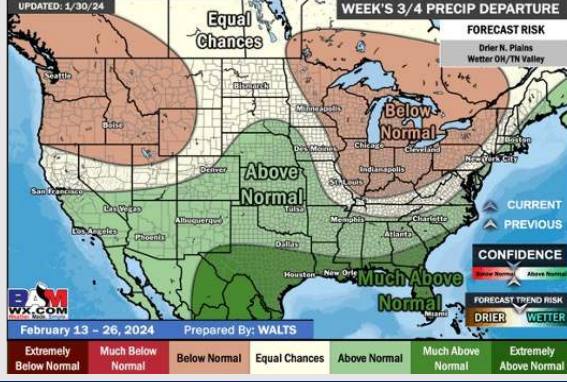 UPDATED: 1/30/24
WEEK'S 3/4 PRECIP DEPARTURE
FORECAST RISK
Drier N. Plains
Wetter OH/TN Valley
Equal
Chances
Seattle
Bismarck
Minneapolis
Below
Normal
Boise
Boston
Chicago
Cleveland
New York City
Des Moines
Indianapolis
Denver
Above
Normal
St. Louis
San Francisco
Las Vegas
Tulsa
CURRENT
PREVIOUS
Los Angeles
Albuquerque
Memphis
Charlotte
Phoenix
Atlanta
Dallas
CONFIDENCE
Below Normal
Above Normal
Houston
New Orle
Much Above
Normal
FORECAST TREND RISK
DRIER
WETTER
Miami
BAM
WX.COM
February 13 - 26, 2024
Prepared By: WALTS
Extremely
Below Normal
Much Below
Normal
Below Normal
Equal Chances
Above Normal
Much Above
Normal
Extremely
Above Normal